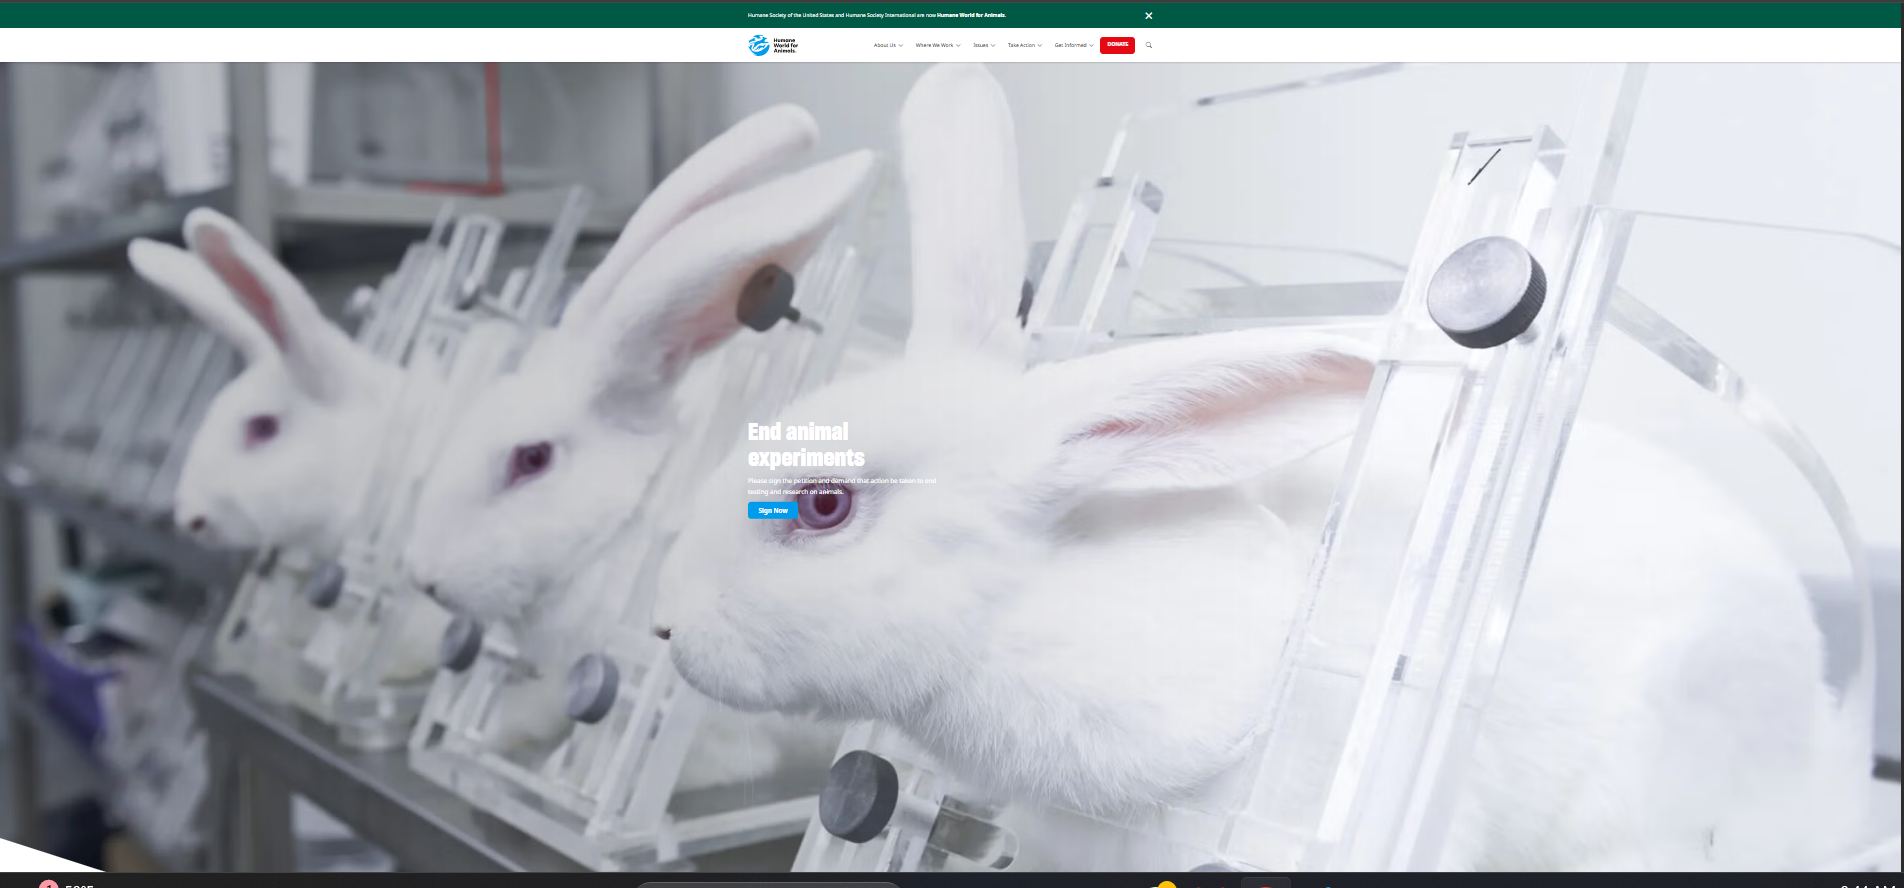 Humane Society of the United States and Humane Society International are now Humane World for Animals.
Humane
World for
Animals.
About Us Where We Work Issues Take Action Get Informed DONATE
End animal
experiments
Please sign the petition and demand that action be taken to end
testing and research on animals.
Sign Now